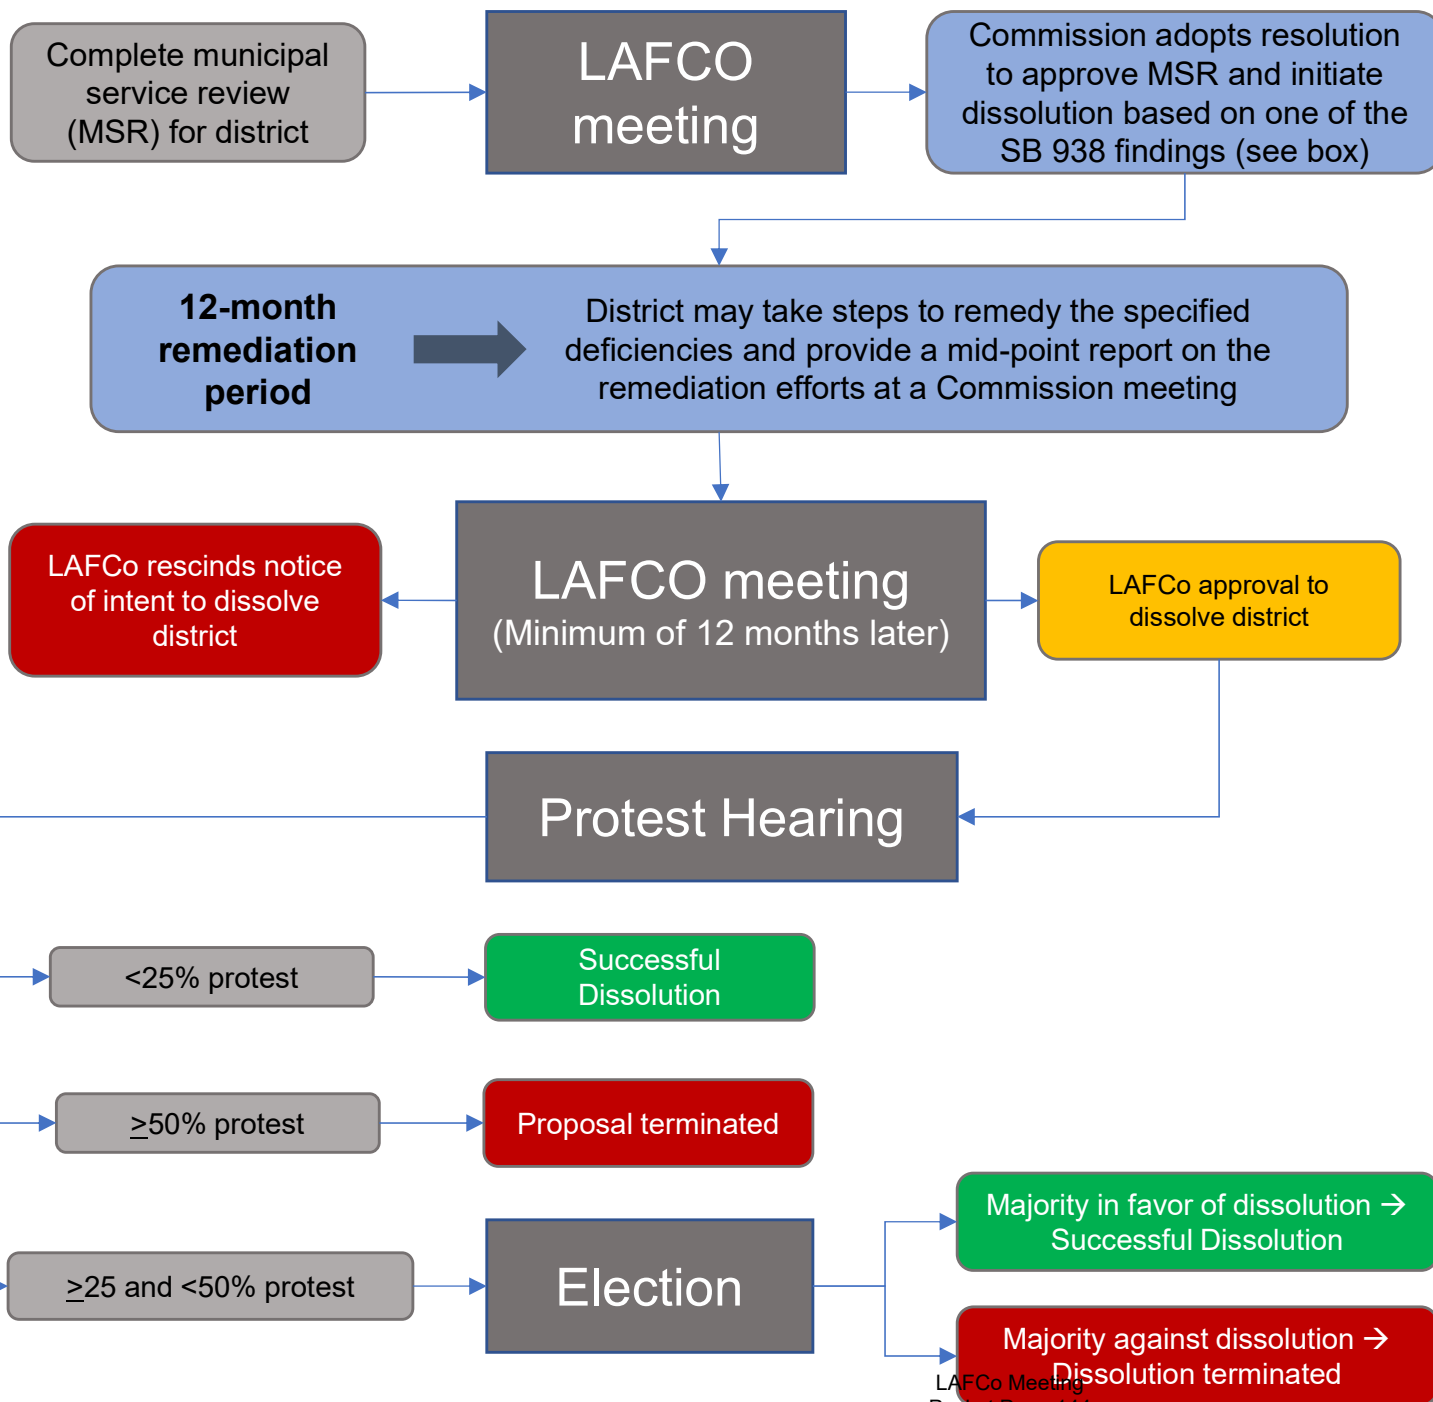 Complete municipal
service review
(MSR) for district
LAFCO
meeting
Commission adopts resolution
to approve MSR and initiate
dissolution based on one of the
SB 938 findings (see box)
12-month
remediation
period
District may take steps to remedy the specified
deficiencies and provide a mid-point report on the
remediation efforts at a Commission meeting
LAFCo rescinds notice
of intent to dissolve
district
LAFCO meeting
(Minimum of 12 months later)
LAFCo approval to
dissolve district
Protest Hearing
<25% protest
Successful
Dissolution
≥50% protest
Proposal terminated
≥25 and <50% protest
Election
Majority in favor of dissolution →
Successful Dissolution
Majority against dissolution →
Dissolution terminated
LAFCo Meeting